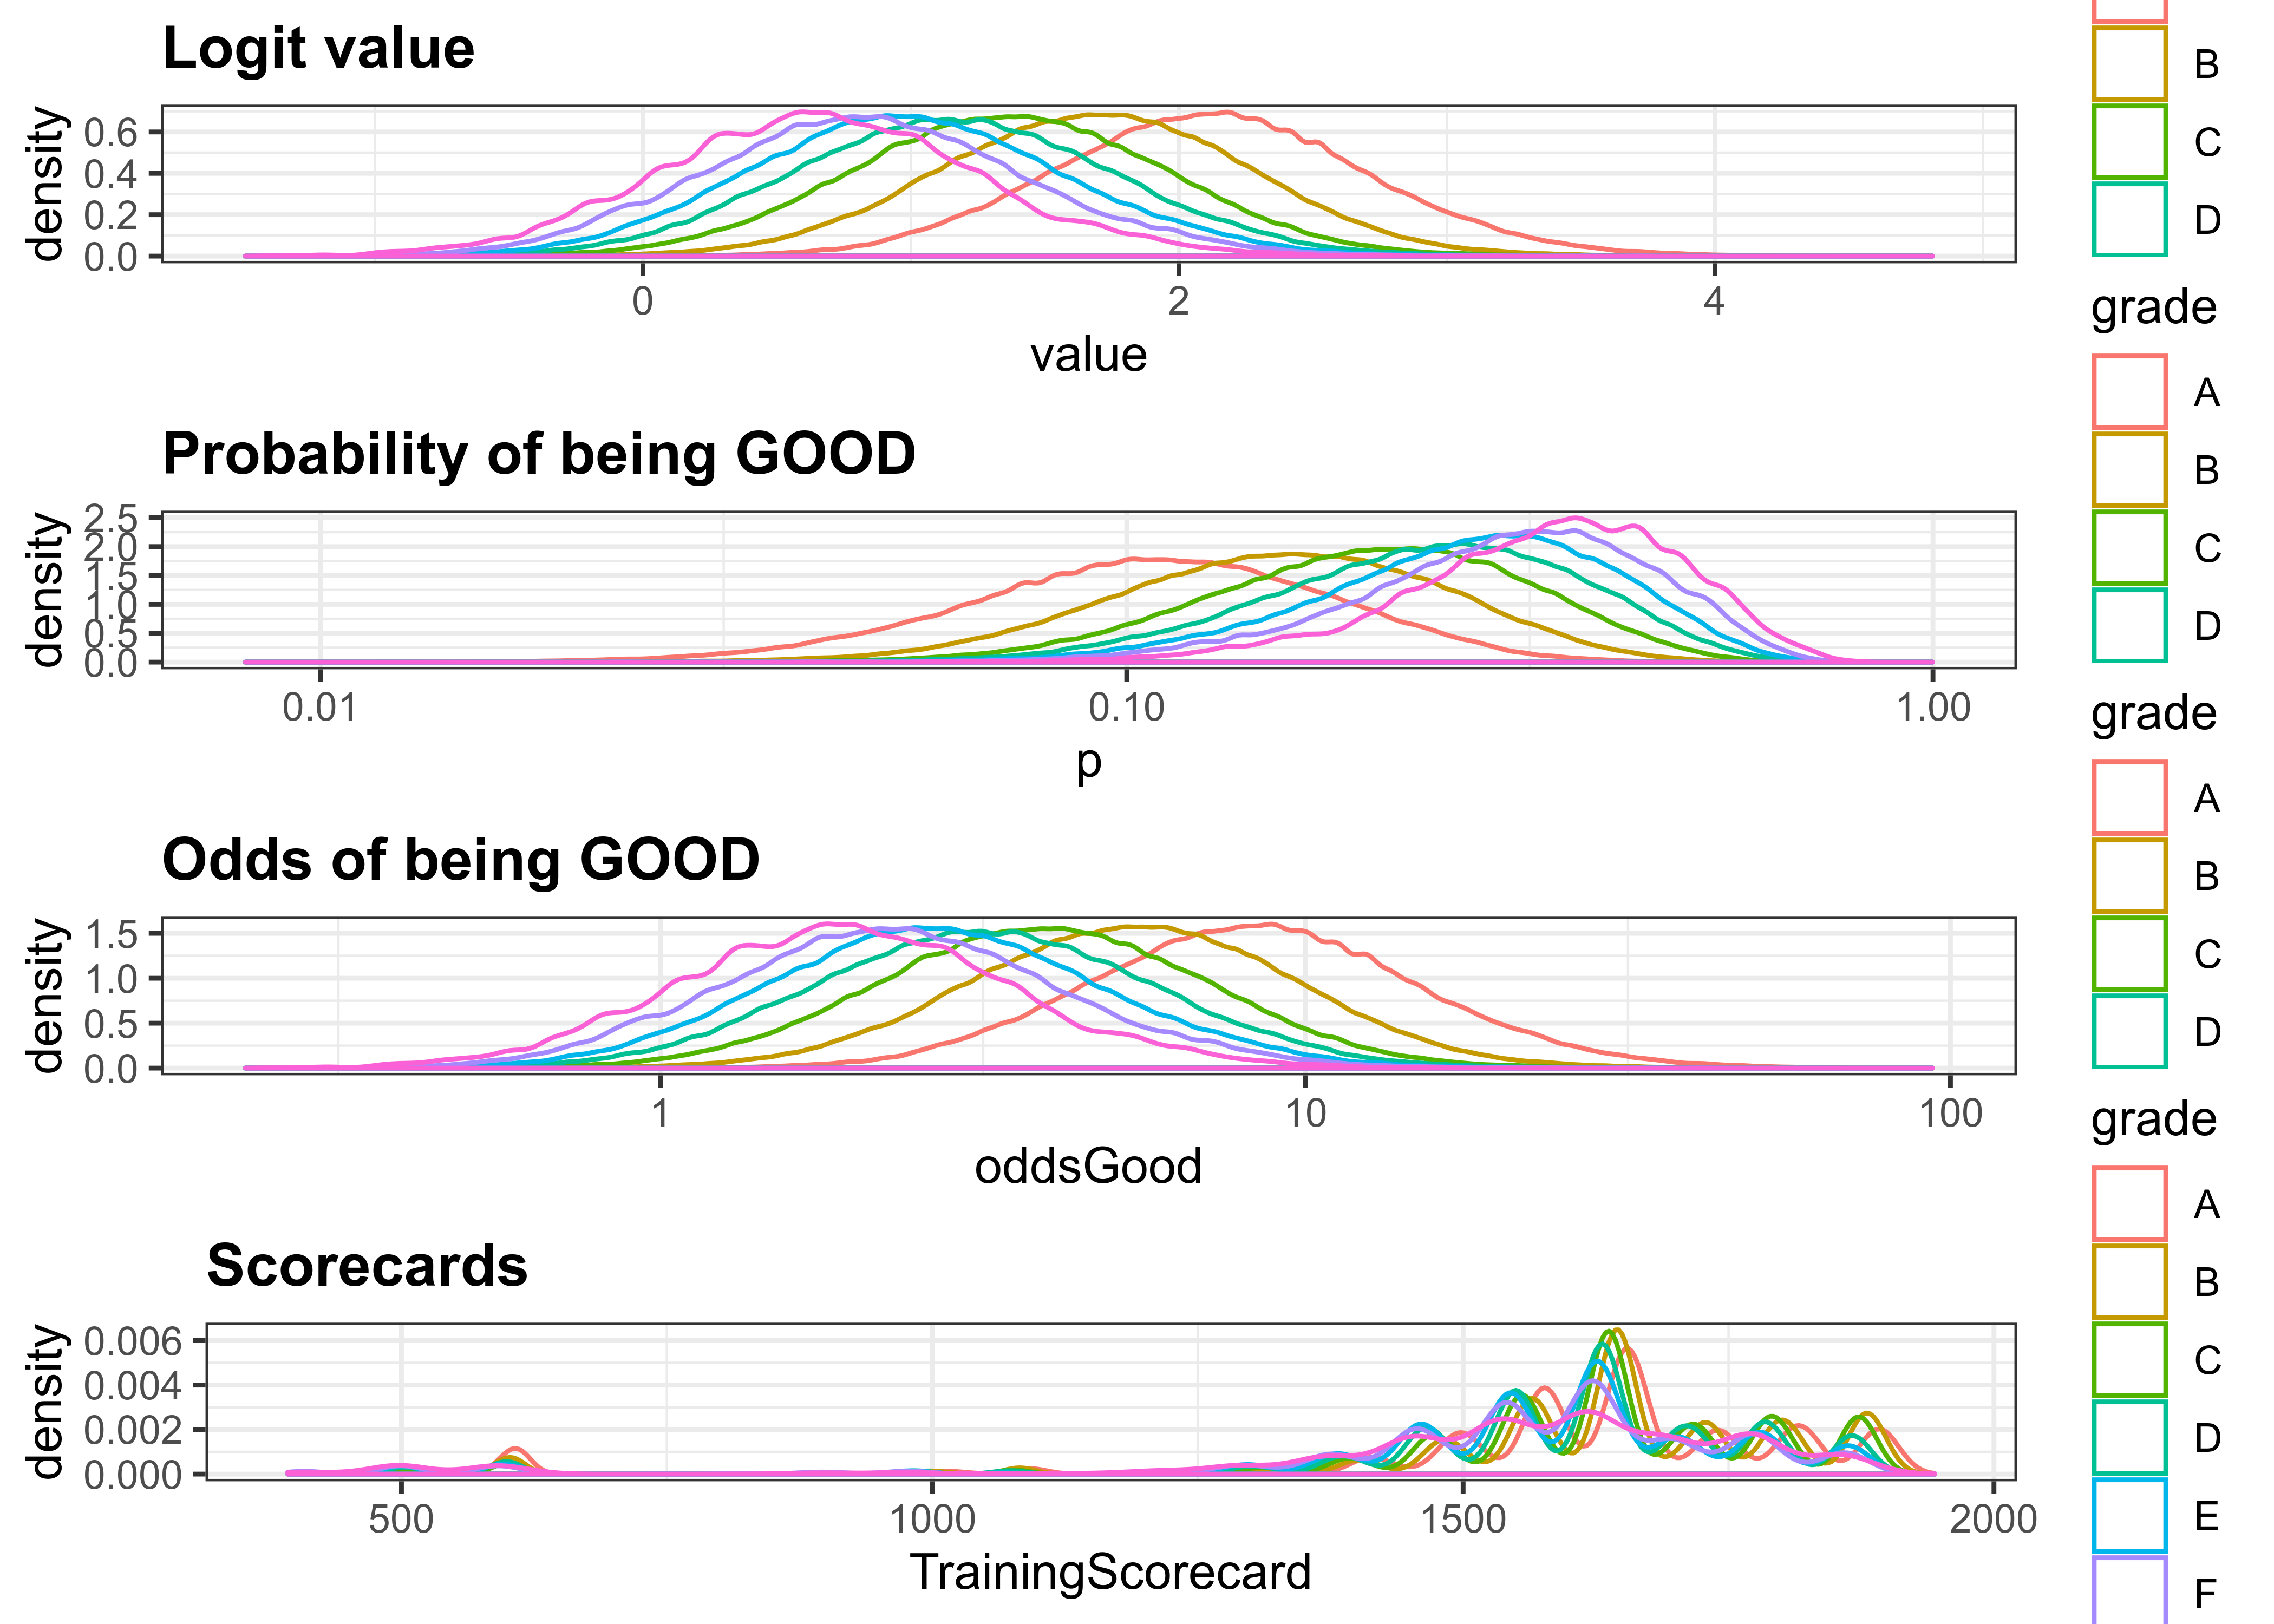 Logit value
density
0.6
0.4
0.2
0.0
0
2
4
value
B
C
D
Probability of being GOOD
density
2.5
2.0
1.5
1.0
0.5
0.0
0.01
0.10
1.00
p
grade
A
B
C
D
Odds of being GOOD
density
1.5
1.0
0.5
0.0
1
10
100
oddsGood
grade
A
B
C
D
Scorecards
density
0.006
0.004
0.002
0.000
500
1000
1500
2000
TrainingScorecard
grade
A
B
C
D
E
F